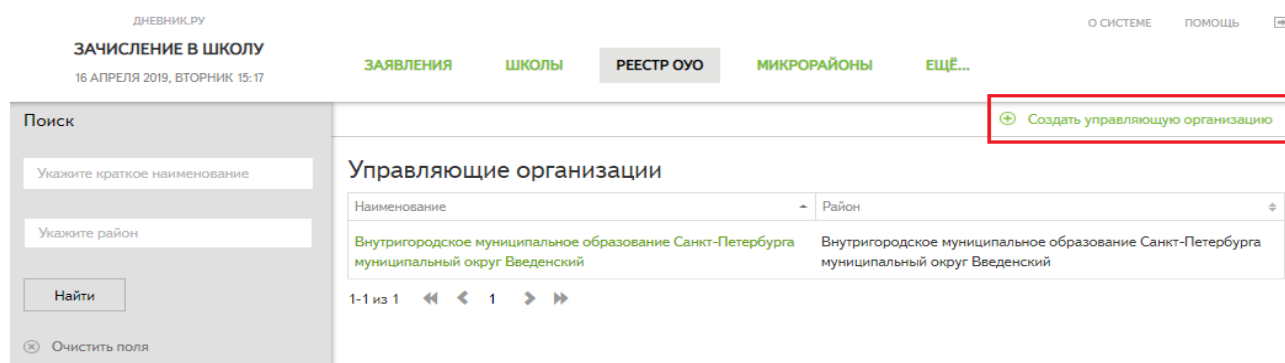 ДНЕВНИК.РУ
О СИСТЕМЕ ПОМОЩЬ
ЗАЧИСЛЕНИЕ В ШКОЛУ
16 АПРЕЛЯ 2019, ВТОРНИК 15:17
ЗАЯВЛЕНИЯ ШКОЛЫ РЕЕСТР ОУО МИКРОРАЙОНЫ ЕЩЁ...
Поиск
Создать управляющую организацию
Укажите краткое наименование
Укажите район
Найти
Очистить поля
Управляющие организации
Наименование Район
Внутригородское муниципальное образование Санкт-Петербурга
муниципальный округ Введенский
Внутригородское муниципальное образование Санкт-Петербурга
муниципальный округ Введенский
1-1 из 1 1